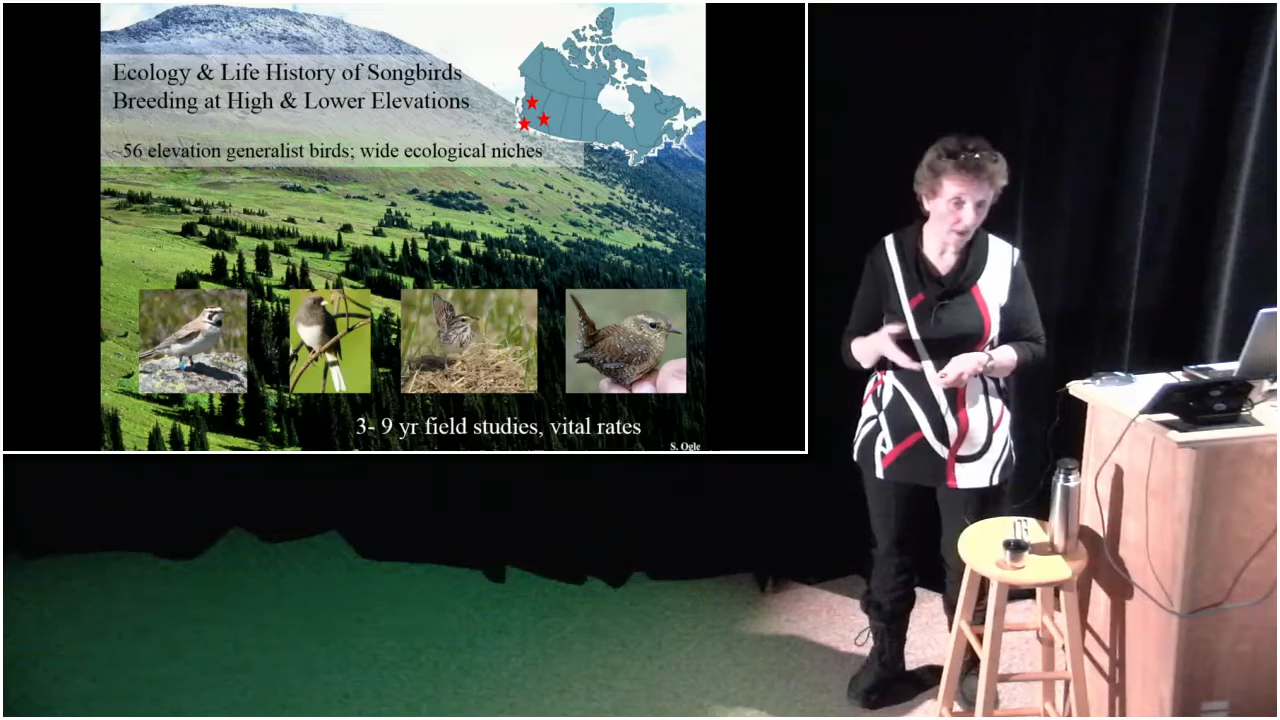 Ecology & Life History of Songbirds
Breeding at High & Lower Elevations
~56 elevation generalist birds; wide ecological niches
3- 9 yr field studies, vital rates
S. Ogle